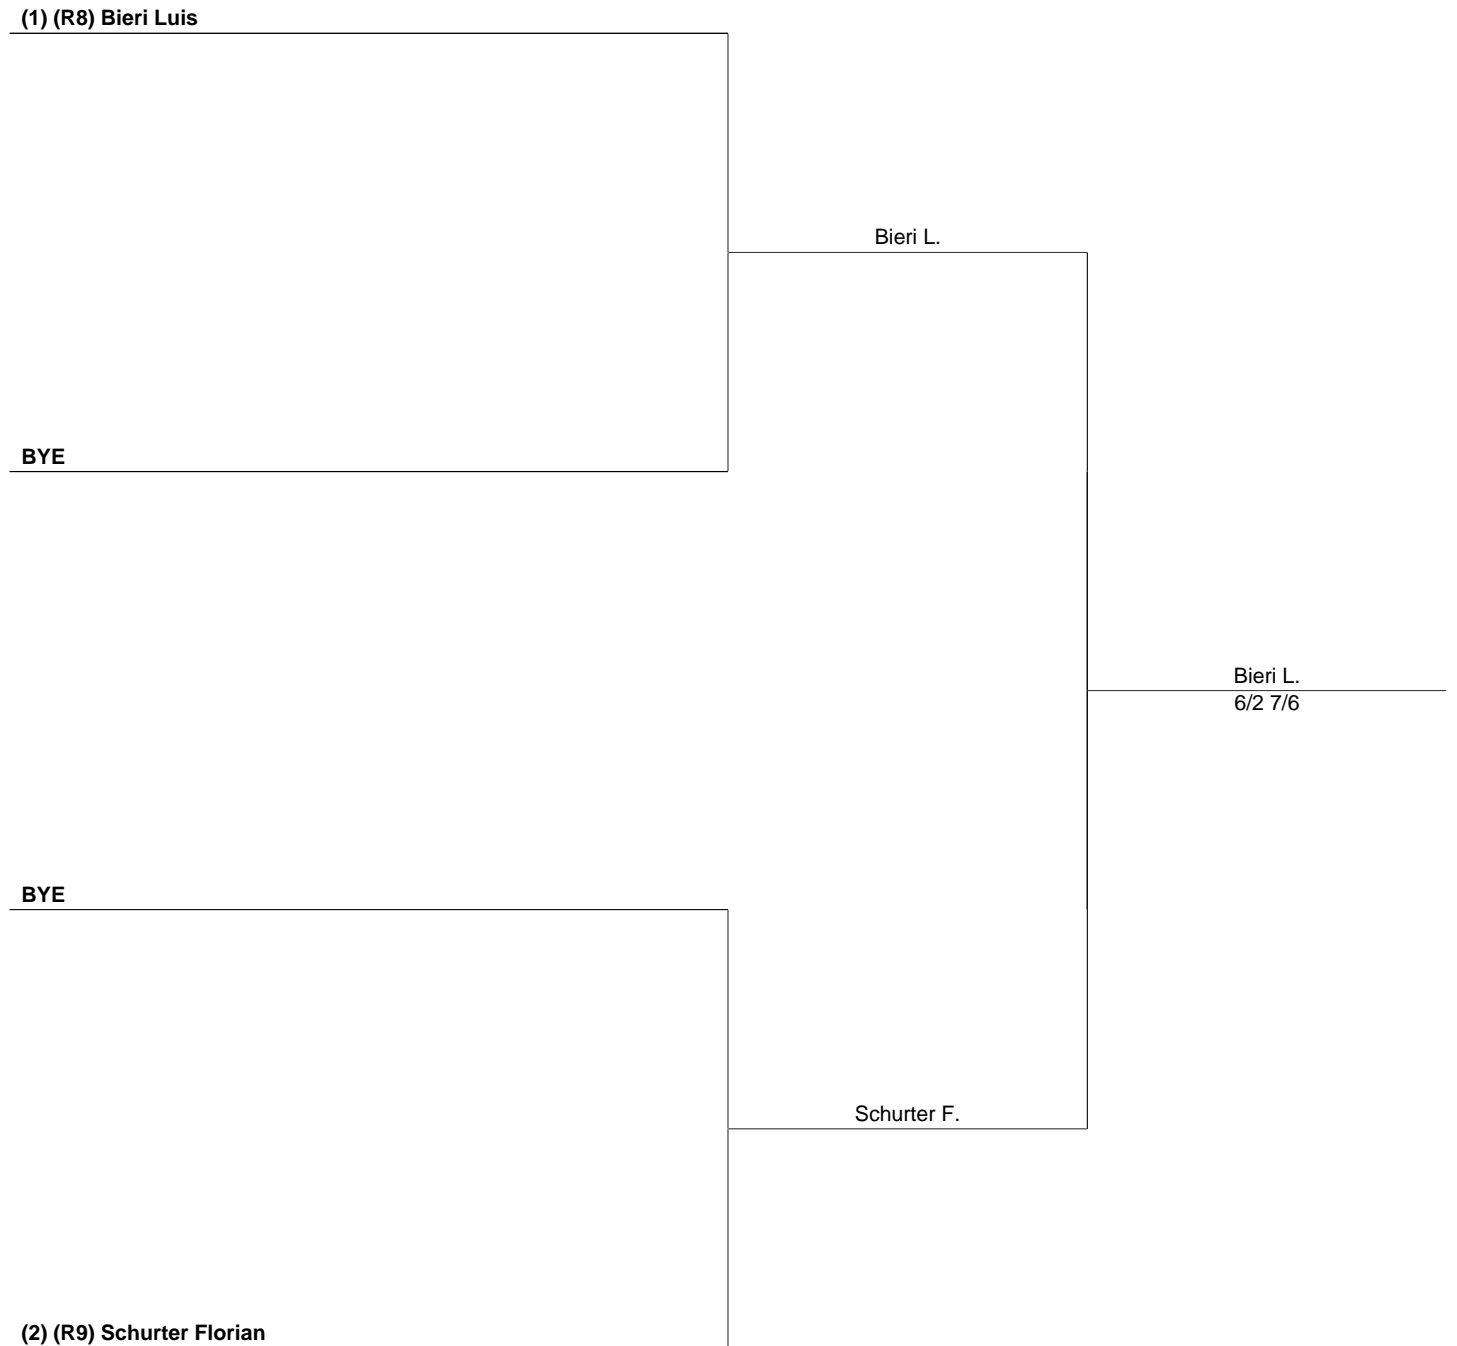 (1) (R8) Bieri Luis
Bieri L.
BYE
Bieri L.
6/2 7/6
BYE
Schurter F.
(2) (R9) Schurter Florian